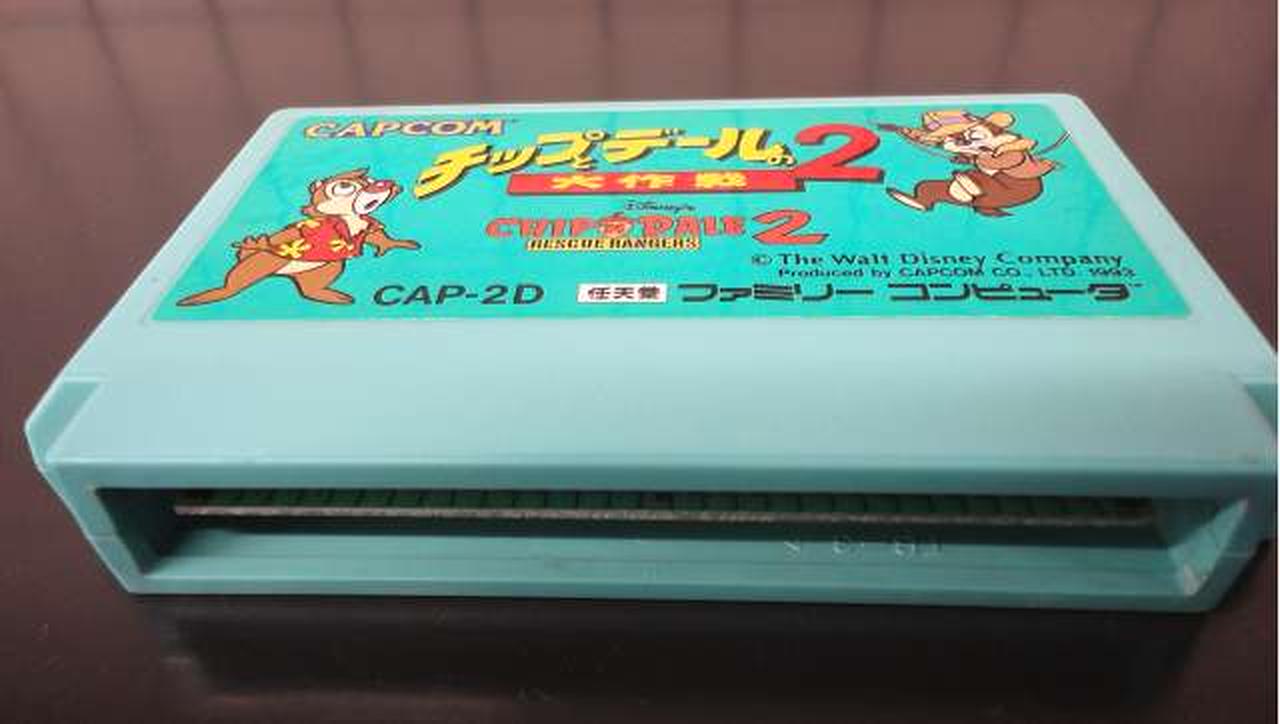 CAPCOM
チップとデールの大作戦2
Disney's
CHIP 'N DALE 2
RESCUE RANGERS
© The Walt Disney Company
Produced by CAPCOM CO., LTD. 1993
CAP-2D 任天堂 ファミリー コンピュータ